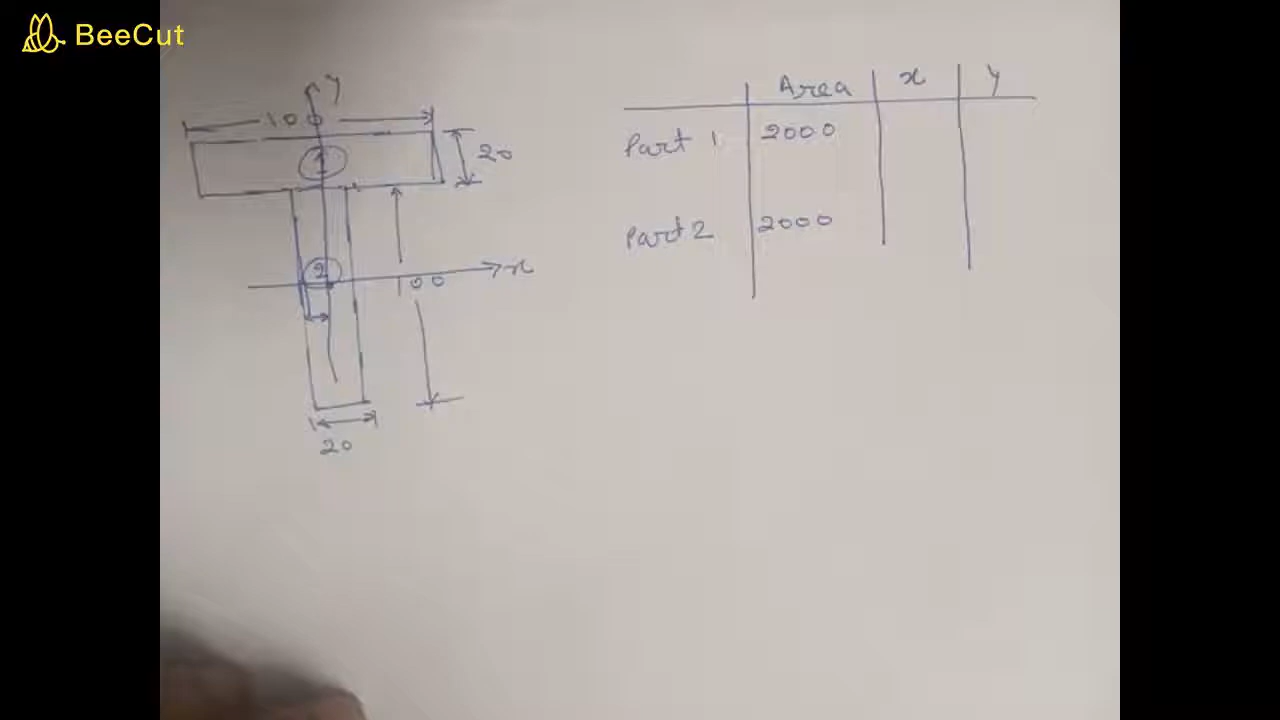 BeeCut
y
100
1
20
2
x
100
20
Area x y
Part 1 2000
Part 2 2000